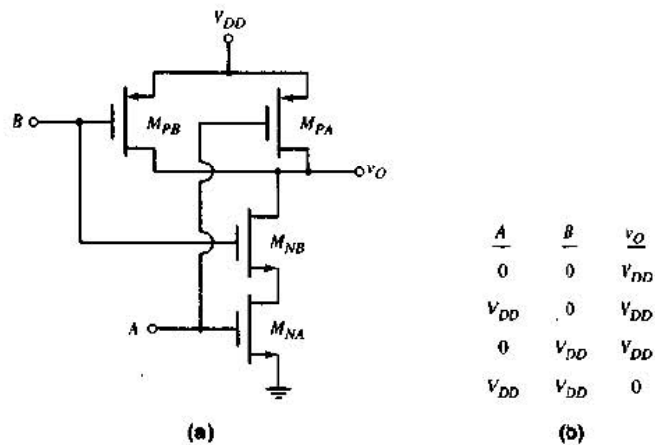 V_DD
B
M_PB
M_PA
v_O
M_NB
A
M_NA
(a)
A B v_O
0 0 V_DD
V_DD 0 V_DD
0 V_DD V_DD
V_DD V_DD 0
(b)